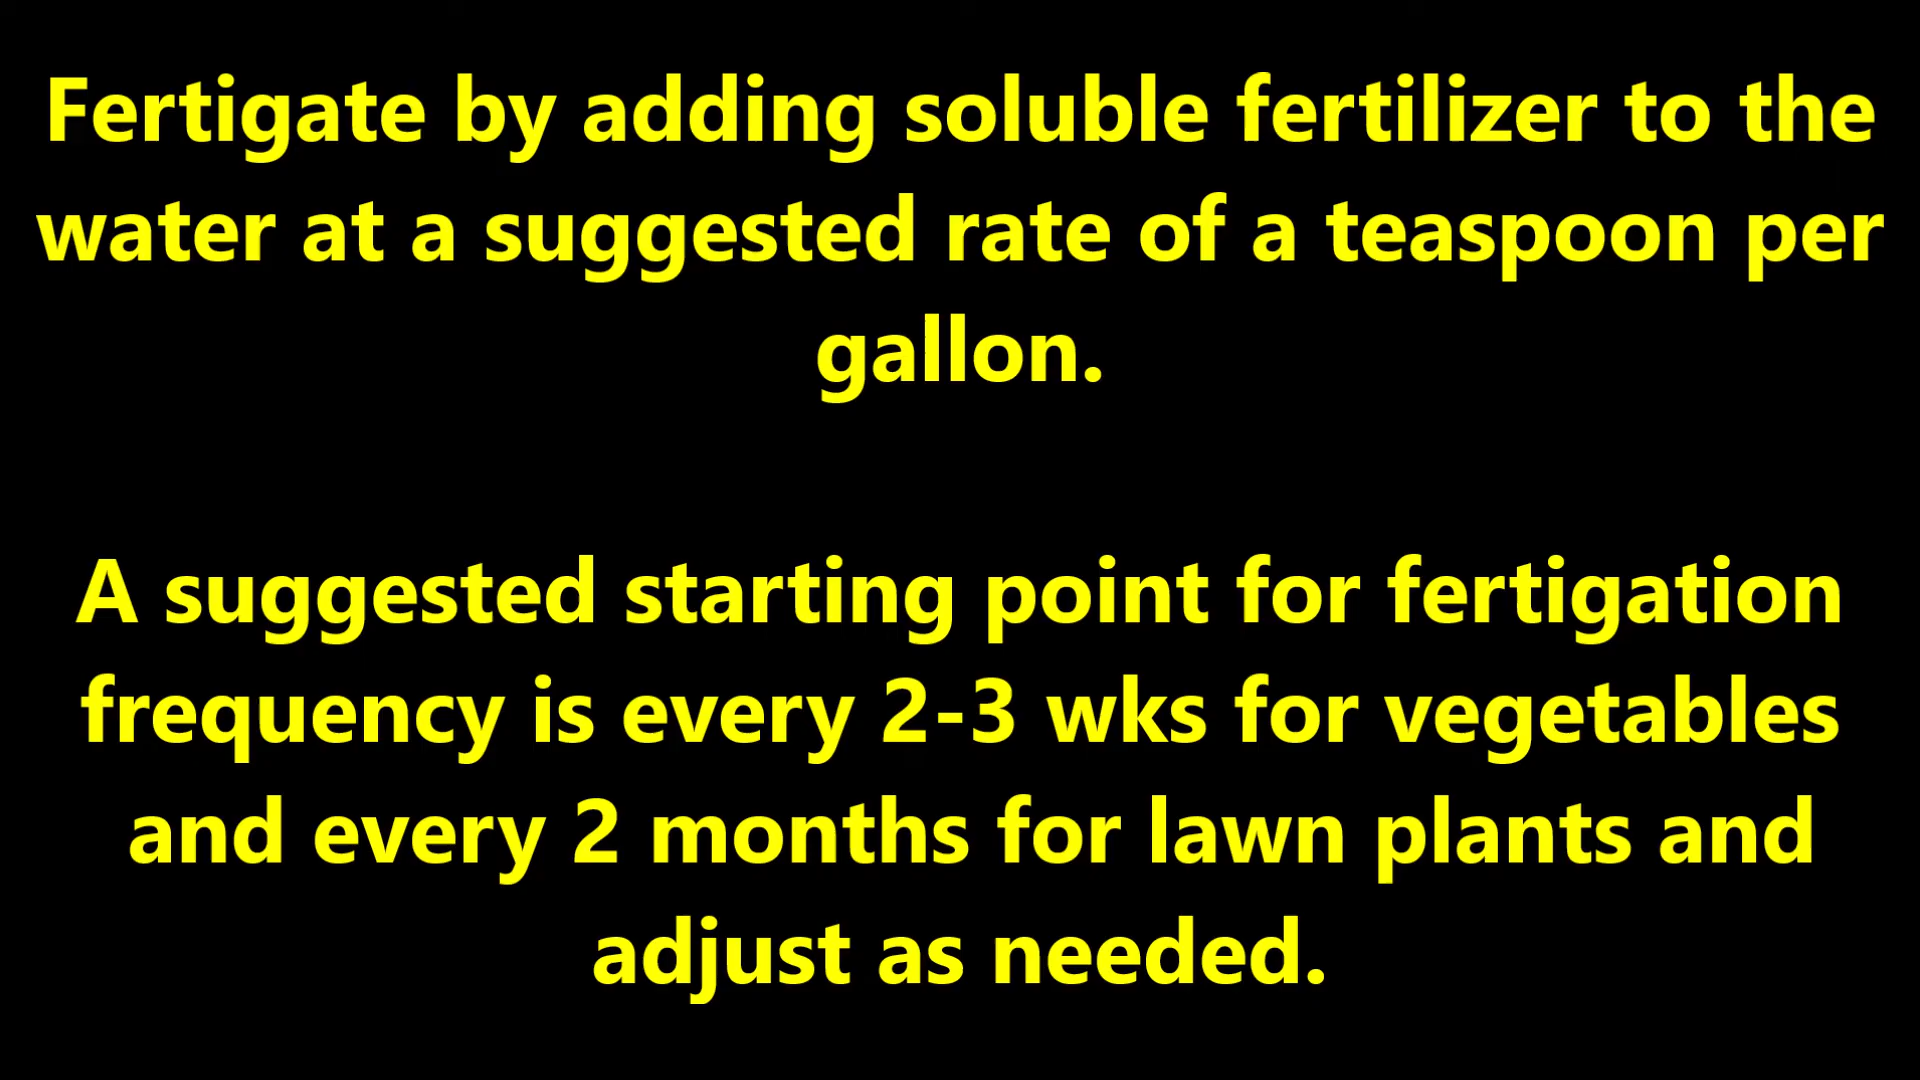 Fertigate by adding soluble fertilizer to the
water at a suggested rate of a teaspoon per
gallon.
A suggested starting point for fertigation
frequency is every 2-3 wks for vegetables
and every 2 months for lawn plants and
adjust as needed.